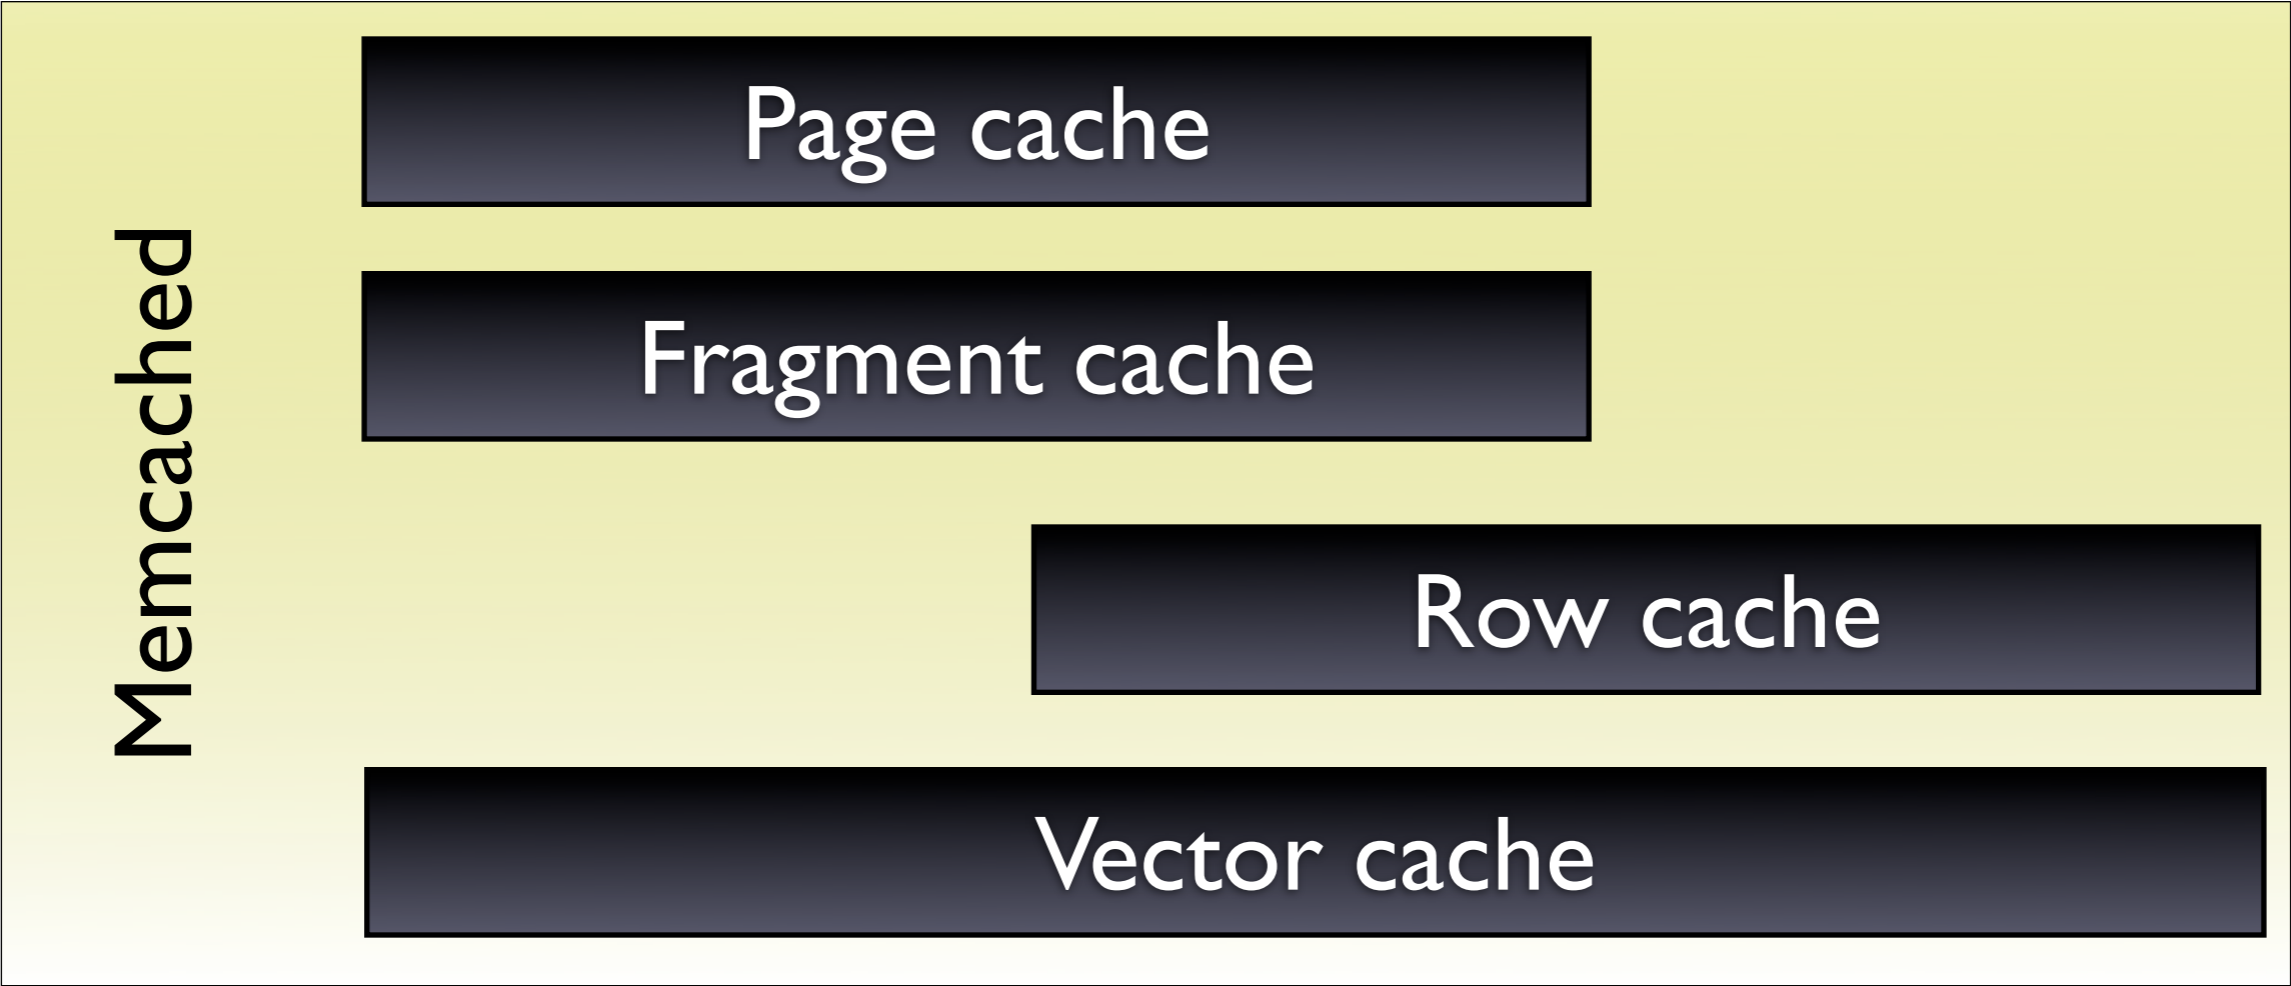 Memcached
Page cache
Fragment cache
Row cache
Vector cache